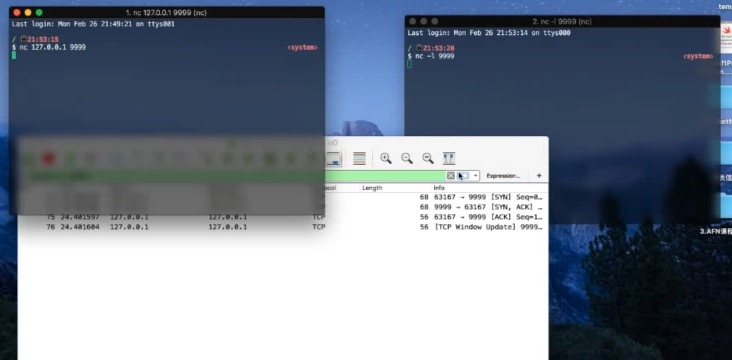 1. nc 127.0.0.1 9999 (nc)
Last login: Mon Feb 26 21:49:21 on ttys001
/ 21:53:15
$ nc 127.0.0.1 9999 <system>
2. nc -l 9999 (nc)
Last login: Mon Feb 26 21:53:14 on ttys000
/ 21:53:20
$ nc -l 9999 <system>
Expression... +
Length Info
68 63167 → 9999 [SYN] Seq=0...
68 9999 → 63167 [SYN, ACK] ...
75 24.401597 127.0.0.1 127.0.0.1 TCP 56 63167 → 9999 [ACK] Seq=1...
76 24.401604 127.0.0.1 127.0.0.1 TCP 56 [TCP Window Update] 9999...
3.AFN课程